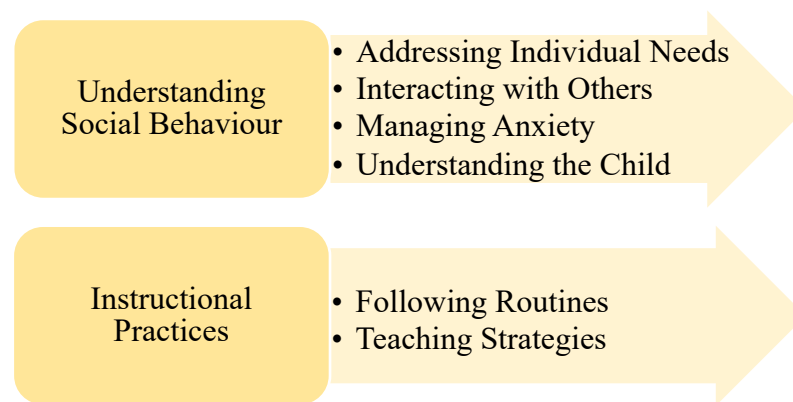 Understanding
Social Behaviour
• Addressing Individual Needs
• Interacting with Others
• Managing Anxiety
• Understanding the Child
Instructional
Practices
• Following Routines
• Teaching Strategies